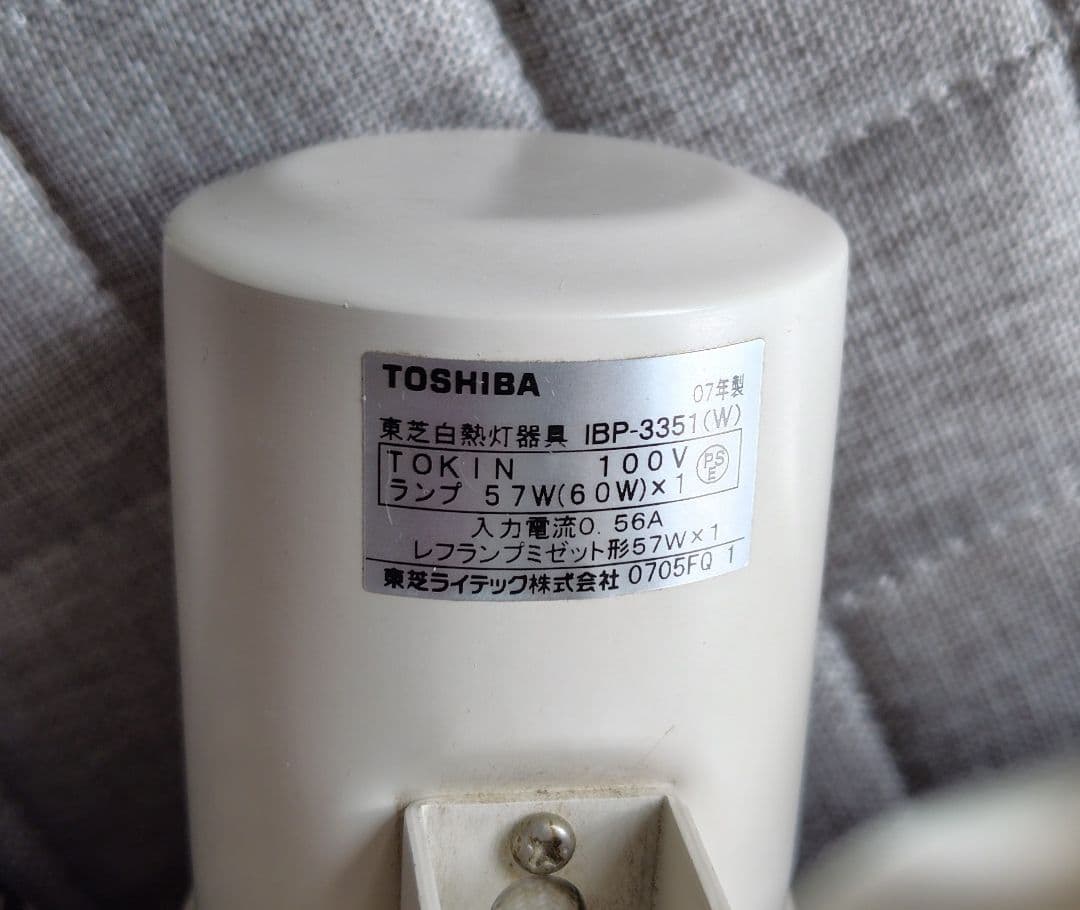 TOSHIBA
07年製
東芝白熱灯器具 IBP-3351(W)
TOKIN 100V
PSE
ランプ 57W(60W)×1
入力電流0.56A
レフランプミゼット形57W×1
東芝ライテック株式会社 0705FQ 1